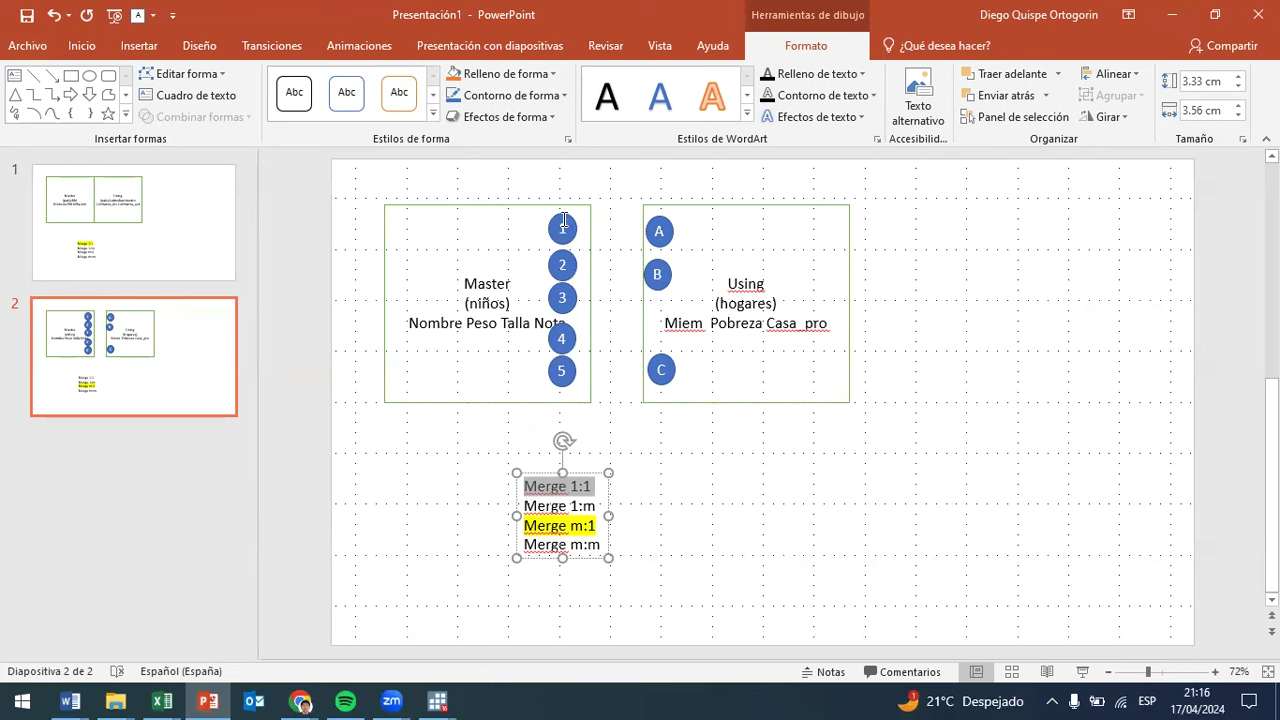 Presentación1 - PowerPoint
Herramientas de dibujo
Diego Quispe Ortogorin
Archivo Inicio Insertar Diseño Transiciones Animaciones Presentación con diapositivas Revisar Vista Ayuda Formato ¿Qué desea hacer? Compartir
Editar forma
Cuadro de texto
Combinar formas
Insertar formas
Abc Abc Abc
Relleno de forma
Contorno de forma
Efectos de forma
Estilos de forma
A A A
Relleno de texto
Contorno de texto
Efectos de texto
Estilos de WordArt
Texto
alternativo
Accesibilid...
Traer adelante
Enviar atrás
Panel de selección
Alinear
Agrupar
Girar
Organizar
3.33 cm
3.56 cm
Tamaño
1
2
Master
(niños)
Nombre Peso Talla Nota
1
2
3
4
5
A
B
C
Using
(hogares)
Miem Pobreza Casa_pro
Merge 1:1
Merge 1:m
Merge m:1
Merge m:m
Diapositiva 2 de 2
Español (España)
Notas
Comentarios
72%
21°C Despejado
ESP
21:16
17/04/2024